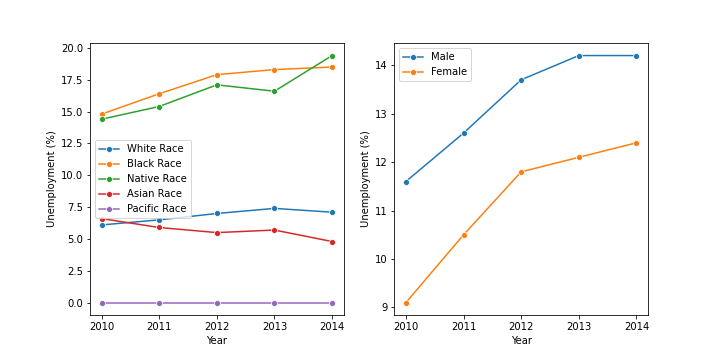 20.0
17.5
15.0
12.5
10.0
7.5
5.0
2.5
0.0
Unemployment (%)
White Race
Black Race
Native Race
Asian Race
Pacific Race
2010 2011 2012 2013 2014
Year
14
13
12
11
10
9
Unemployment (%)
Male
Female
2010 2011 2012 2013 2014
Year